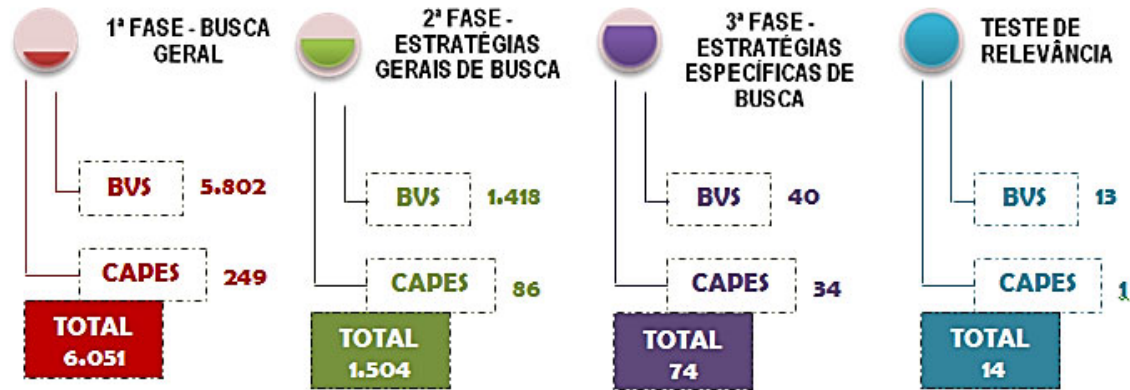 1ª FASE - BUSCA
GERAL
BVS 5.802
CAPES 249
TOTAL
6.051
2ª FASE -
ESTRATÉGIAS
GERAIS DE BUSCA
BVS 1.418
CAPES 86
TOTAL
1.504
3ª FASE -
ESTRATÉGIAS
ESPECÍFICAS DE
BUSCA
BVS 40
CAPES 34
TOTAL
74
TESTE DE
RELEVÂNCIA
BVS 13
CAPES 1
TOTAL
14